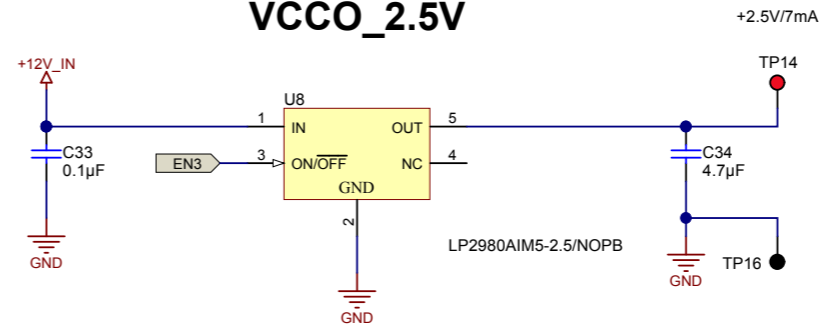 VCCO_2.5V
+2.5V/7mA
+12V_IN
TP14
U8
1
IN
OUT
5
C33
0.1µF
EN3
3
ON/OFF
NC
4
C34
4.7µF
GND
2
LP2980AIM5-2.5/NOPB
GND
GND
TP16
GND